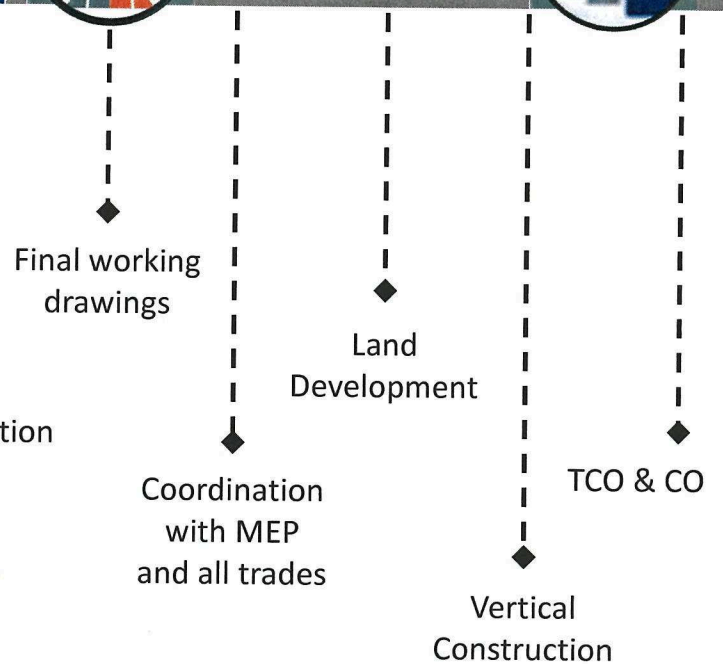 Final working
drawings
Land
Development
tion
Coordination
with MEP
and all trades
TCO & CO
Vertical
Construction